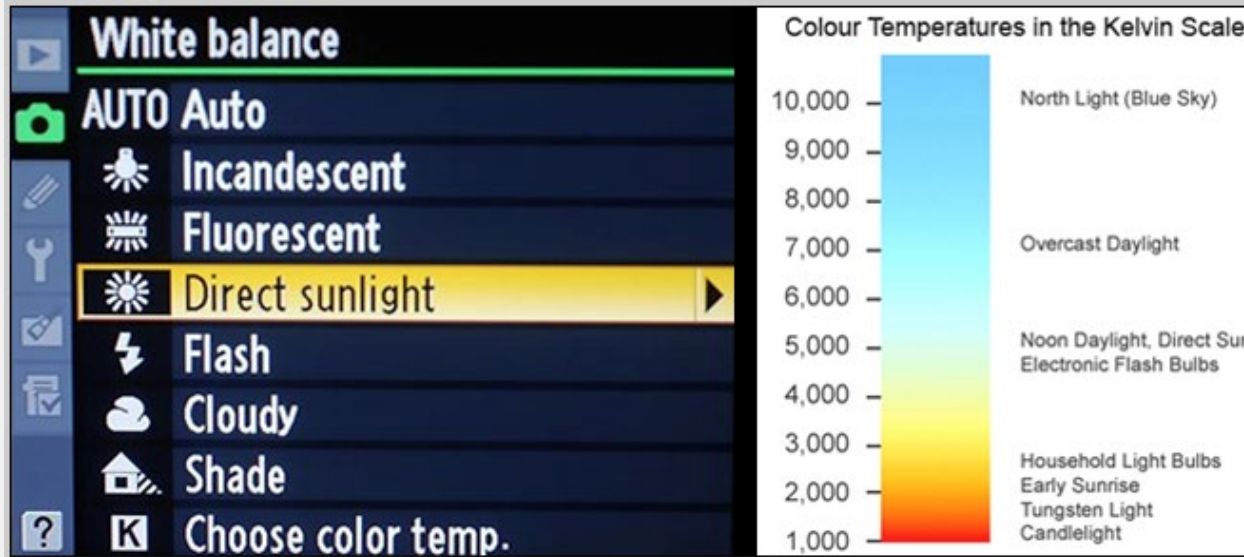 White balance
AUTO Auto
Incandescent
Fluorescent
Direct sunlight
Flash
Cloudy
Shade
K Choose color temp.
?
Colour Temperatures in the Kelvin Scale
10,000 North Light (Blue Sky)
9,000
8,000
7,000 Overcast Daylight
6,000
5,000 Noon Daylight, Direct Sun
Electronic Flash Bulbs
4,000
3,000
Household Light Bulbs
Early Sunrise
2,000
Tungsten Light
Candlelight
1,000